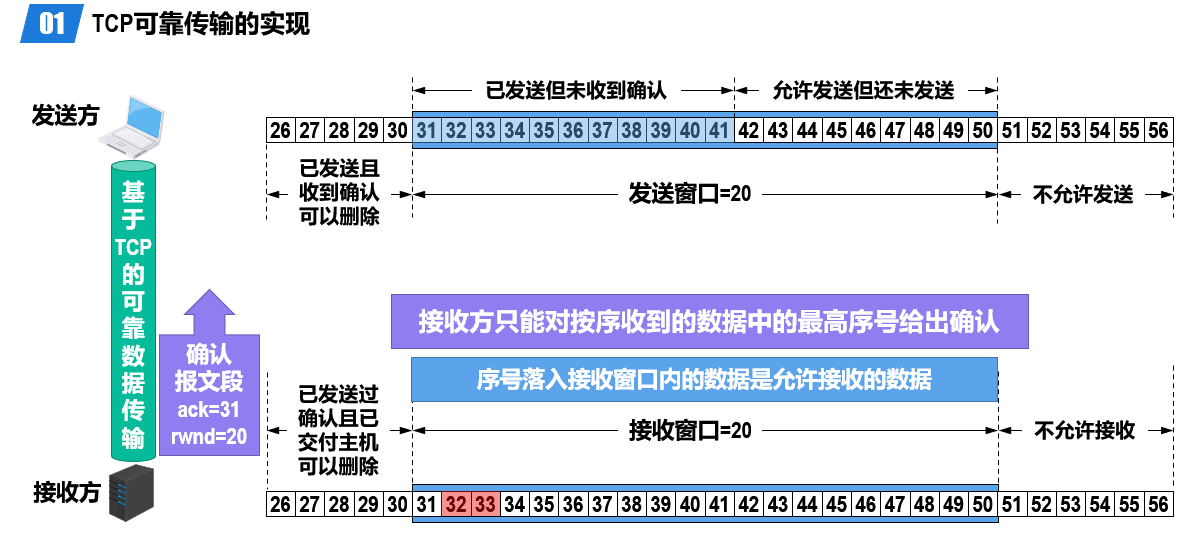 01 TCP可靠传输的实现
已发送但未收到确认 允许发送但还未发送
发送方
26 27 28 29 30 31 32 33 34 35 36 37 38 39 40 41 42 43 44 45 46 47 48 49 50 51 52 53 54 55 56
已发送且
收到确认
可以删除
发送窗口=20
不允许发送
基于TCP的可靠数据传输
确认
报文段
ack=31
rwnd=20
接收方只能对按序收到的数据中的最高序号给出确认
序号落入接收窗口内的数据是允许接收的数据
已发送过
确认且已
交付主机
可以删除
接收窗口=20
不允许接收
接收方
26 27 28 29 30 31 32 33 34 35 36 37 38 39 40 41 42 43 44 45 46 47 48 49 50 51 52 53 54 55 56